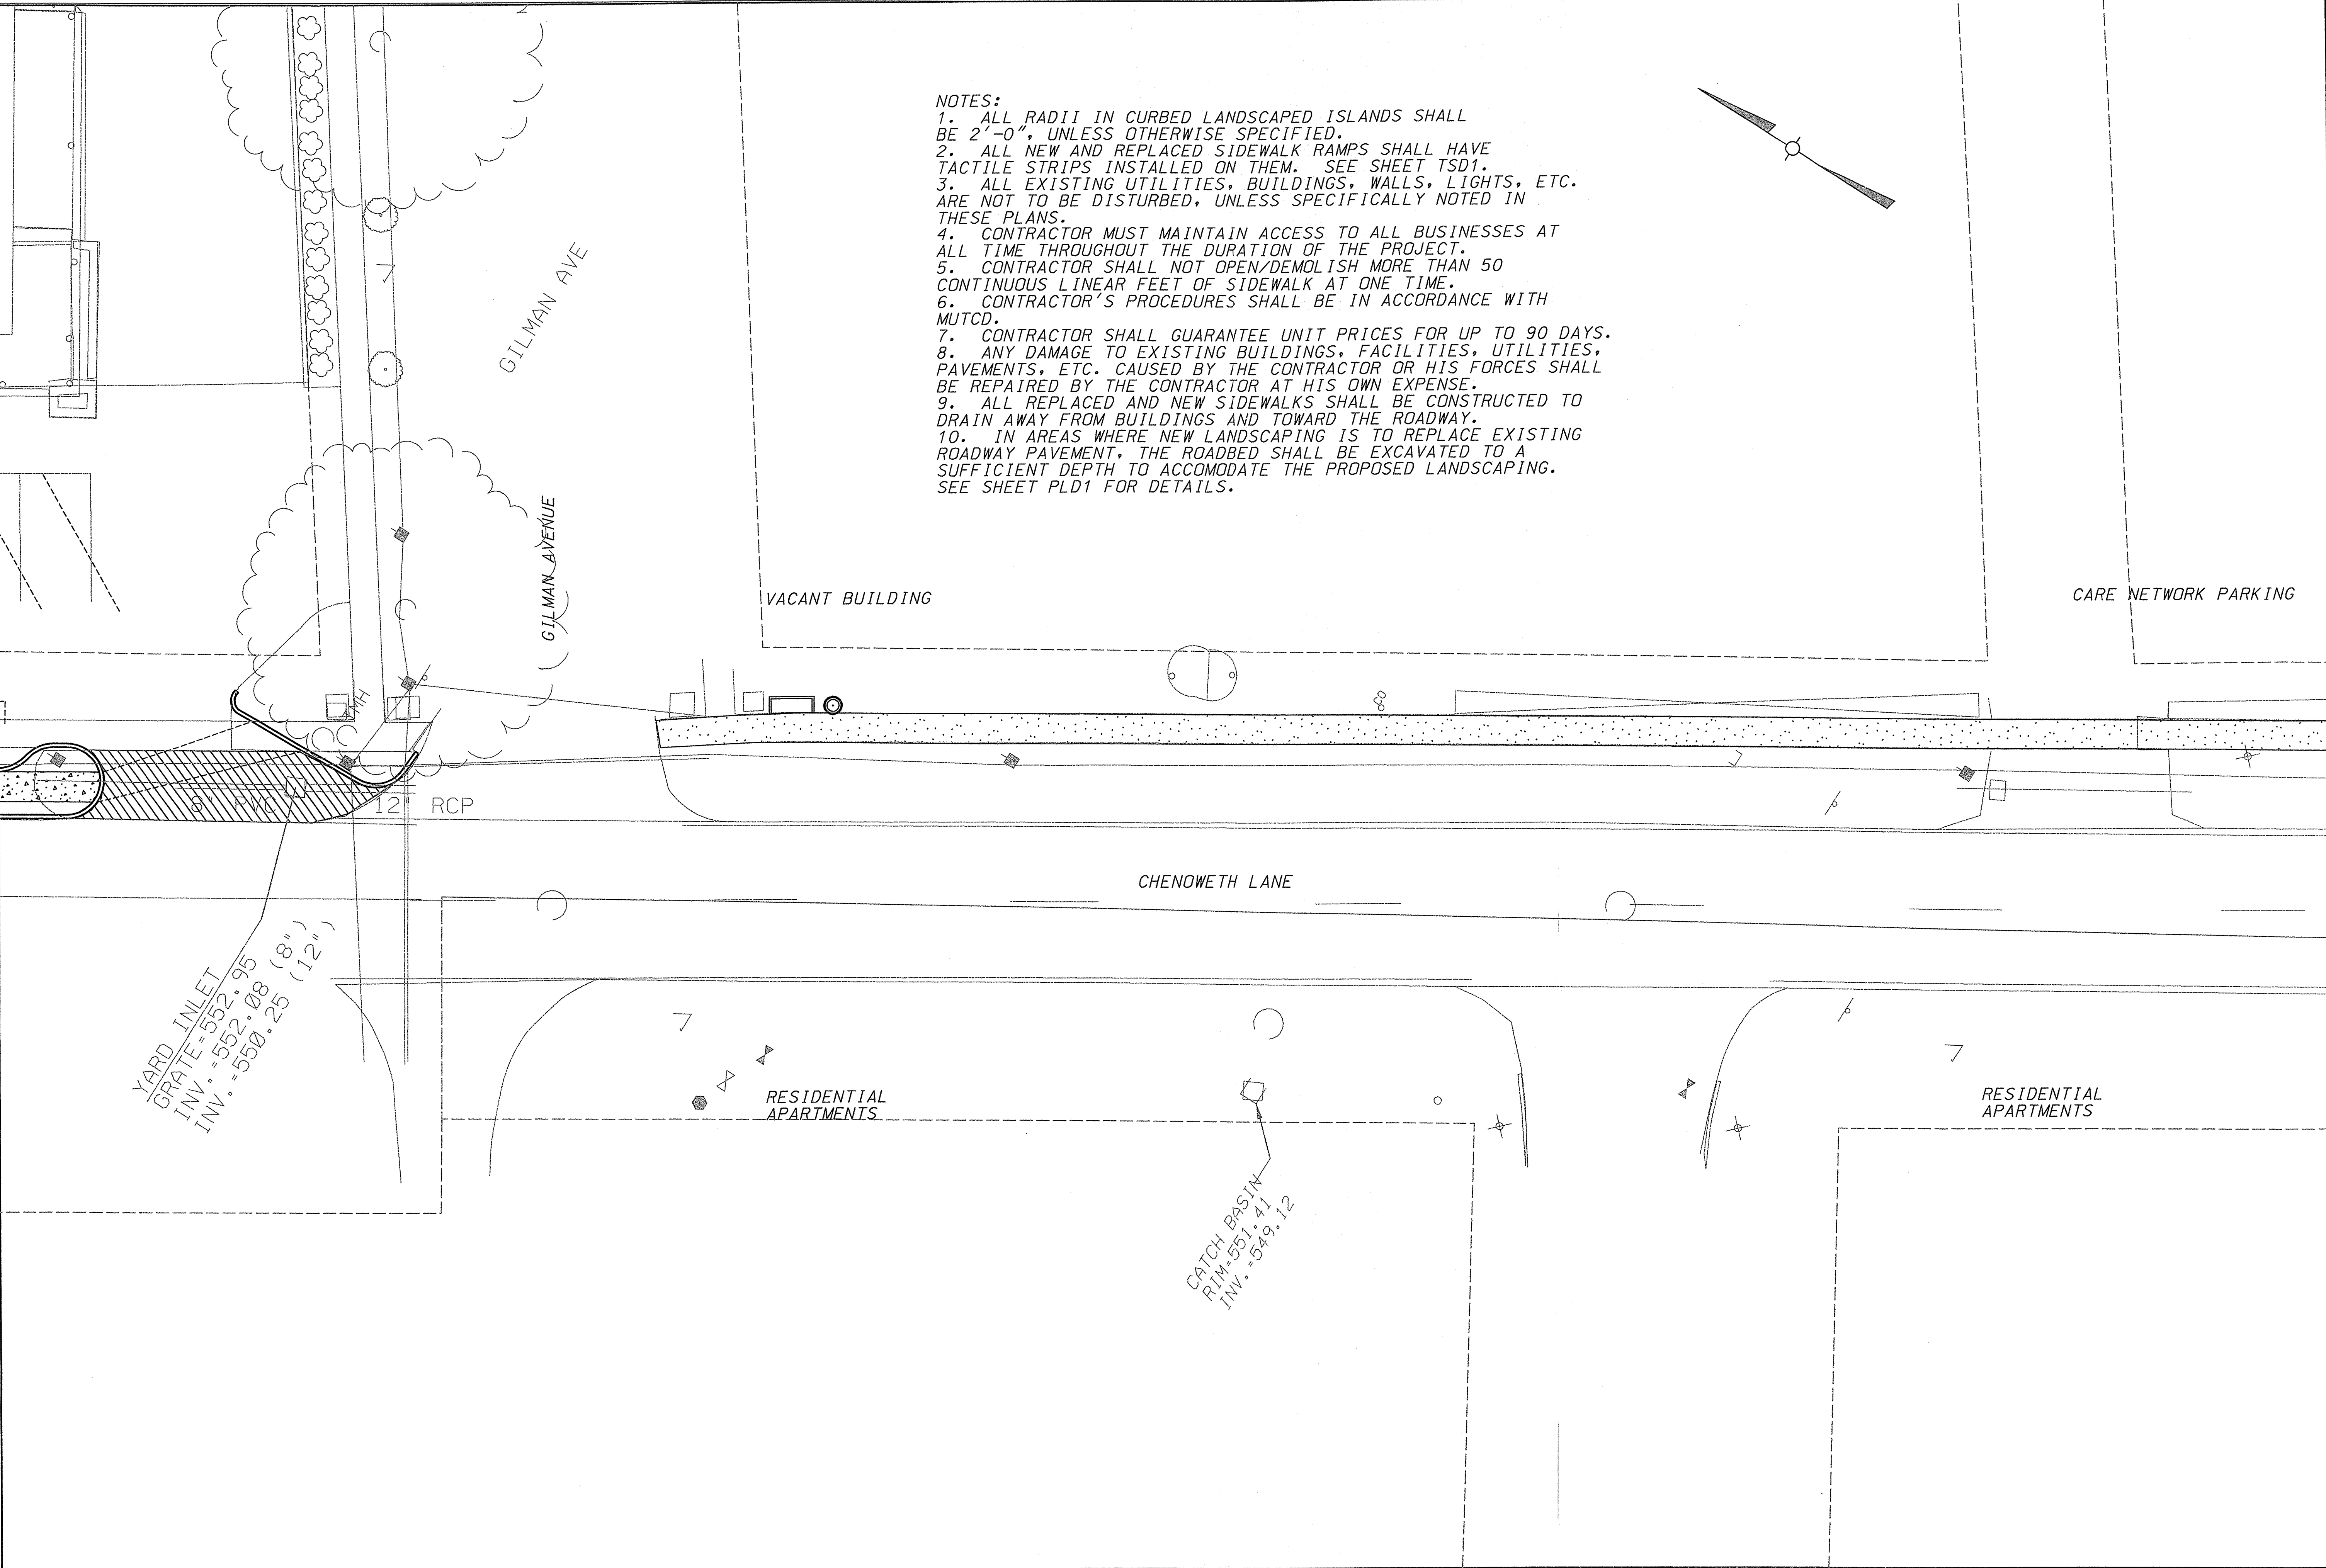 NOTES:
1. ALL RADII IN CURBED LANDSCAPED ISLANDS SHALL
BE 2'-0", UNLESS OTHERWISE SPECIFIED.
2. ALL NEW AND REPLACED SIDEWALK RAMPS SHALL HAVE
TACTILE STRIPS INSTALLED ON THEM. SEE SHEET TSD1.
3. ALL EXISTING UTILITIES, BUILDINGS, WALLS, LIGHTS, ETC.
ARE NOT TO BE DISTURBED, UNLESS SPECIFICALLY NOTED IN
THESE PLANS.
4. CONTRACTOR MUST MAINTAIN ACCESS TO ALL BUSINESSES AT
ALL TIME THROUGHOUT THE DURATION OF THE PROJECT.
5. CONTRACTOR SHALL NOT OPEN/DEMOLISH MORE THAN 50
CONTINUOUS LINEAR FEET OF SIDEWALK AT ONE TIME.
6. CONTRACTOR'S PROCEDURES SHALL BE IN ACCORDANCE WITH
MUTCD.
7. CONTRACTOR SHALL GUARANTEE UNIT PRICES FOR UP TO 90 DAYS.
8. ANY DAMAGE TO EXISTING BUILDINGS, FACILITIES, UTILITIES,
PAVEMENTS, ETC. CAUSED BY THE CONTRACTOR OR HIS FORCES SHALL
BE REPAIRED BY THE CONTRACTOR AT HIS OWN EXPENSE.
9. ALL REPLACED AND NEW SIDEWALKS SHALL BE CONSTRUCTED TO
DRAIN AWAY FROM BUILDINGS AND TOWARD THE ROADWAY.
10. IN AREAS WHERE NEW LANDSCAPING IS TO REPLACE EXISTING
ROADWAY PAVEMENT, THE ROADBED SHALL BE EXCAVATED TO A
SUFFICIENT DEPTH TO ACCOMODATE THE PROPOSED LANDSCAPING.
SEE SHEET PLD1 FOR DETAILS.
GILMAN AVE
GILMAN AVENUE
VACANT BUILDING
CARE NETWORK PARKING
MH
CO
8" PVC
12" RCP
CHENOWETH LANE
YARD INLET
GRATE=552.95
INV.=552.08 (8")
INV.=550.25 (12")
RESIDENTIAL
APARTMENTS
RESIDENTIAL
APARTMENTS
CATCH BASIN
RIM=551.41
INV.=549.12